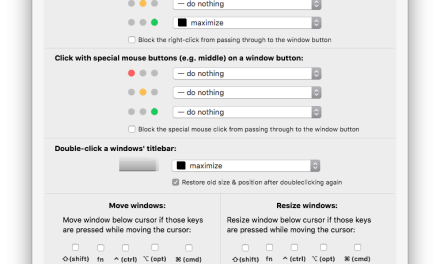 — do nothing
maximize
Block the right-click from passing through to the window button
Click with special mouse buttons (e.g. middle) on a window button:
— do nothing
— do nothing
— do nothing
Block the special mouse click from passing through to the window button
Double-click a windows' titlebar:
maximize
Restore old size & position after doubleclicking again
Move windows:
Move window below cursor if those keys
are pressed while moving the cursor:
⇧(shift) fn ^ (ctrl) ⌥ (opt) ⌘ (cmd)
Resize windows:
Resize window below cursor if those keys
are pressed while moving the cursor:
⇧(shift) fn ^ (ctrl) ⌥ (opt) ⌘ (cmd)